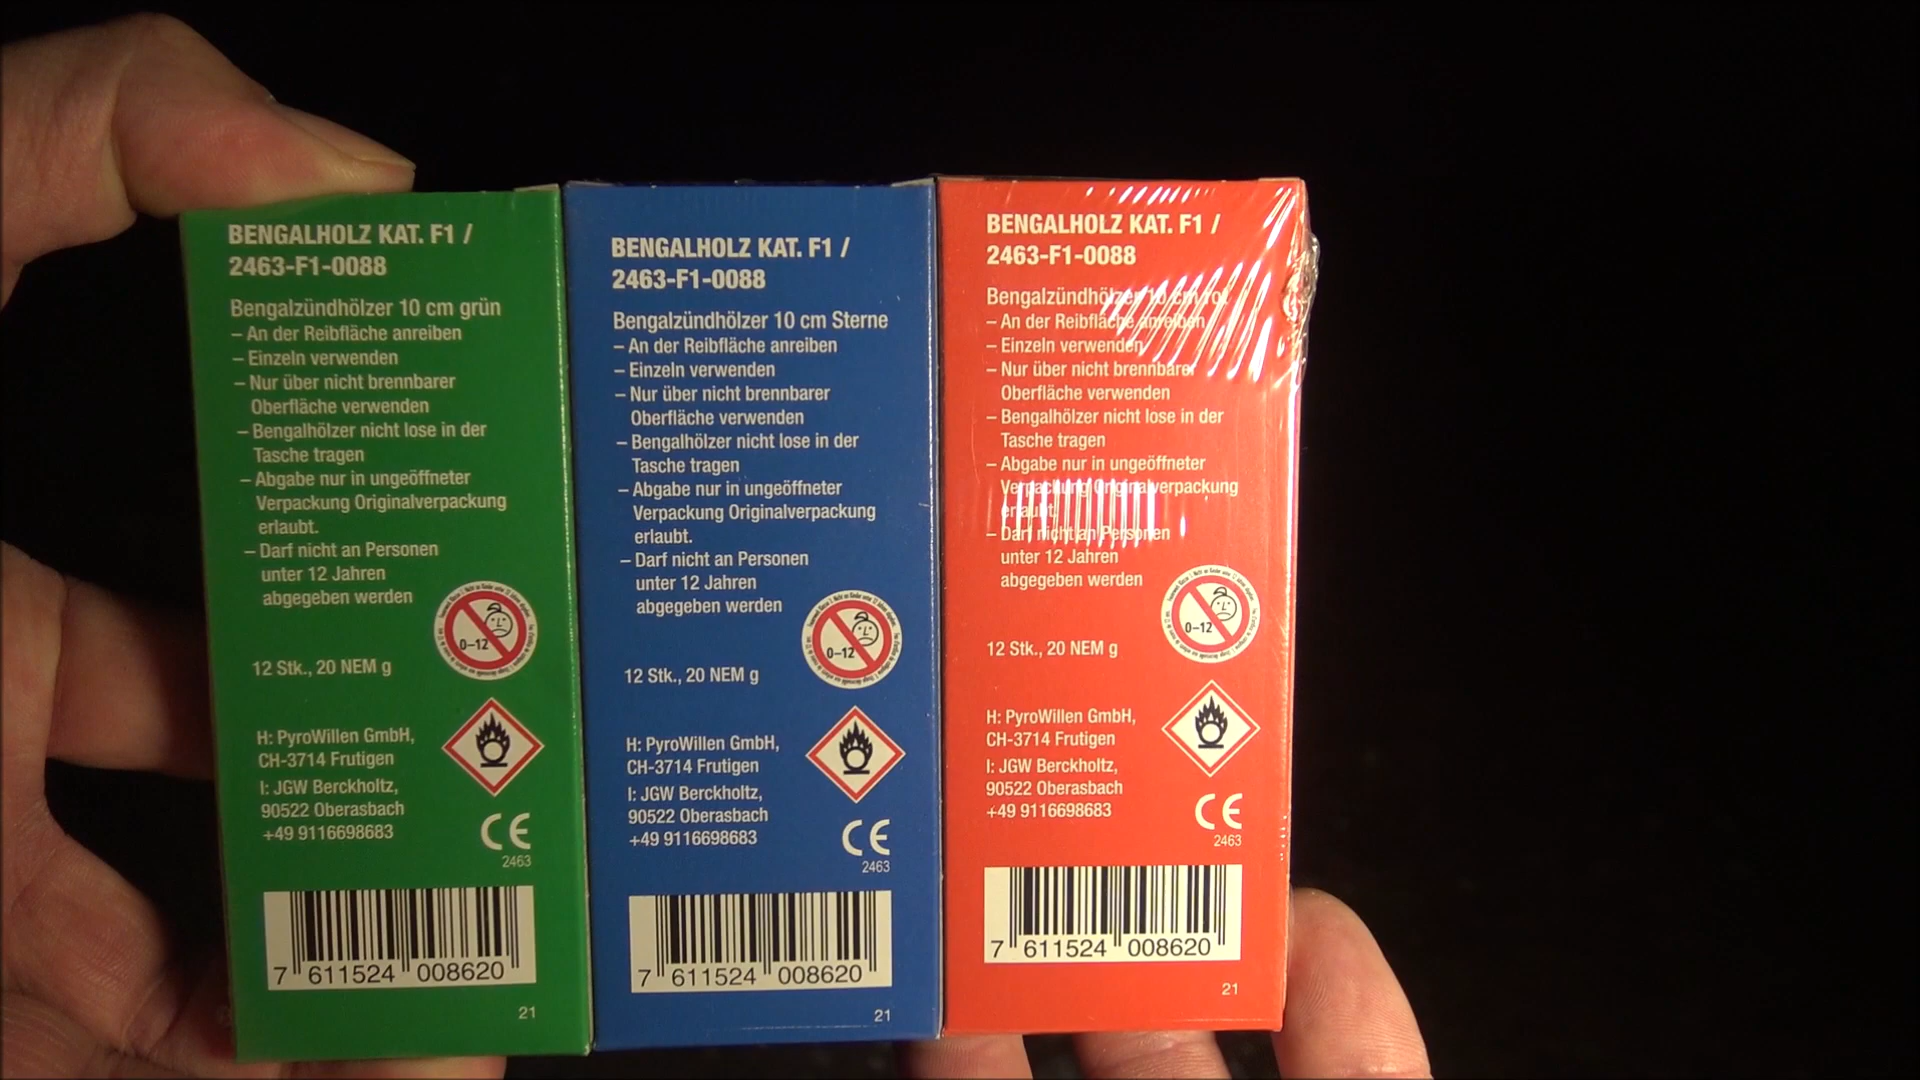 BENGALHOLZ KAT. F1 /
2463-F1-0088
Bengalzündhölzer 10 cm grün
– An der Reibfläche anreiben
– Einzeln verwenden
– Nur über nicht brennbarer
Oberfläche verwenden
– Bengalhölzer nicht lose in der
Tasche tragen
– Abgabe nur in ungeöffneter
Verpackung Originalverpackung
erlaubt.
– Darf nicht an Personen
unter 12 Jahren
abgegeben werden
0–12
12 Stk., 20 NEM g
H: PyroWillen GmbH,
CH-3714 Frutigen
I: JGW Berckholtz,
90522 Oberasbach
+49 9116698683
CE
2463
7 611524 008620
21
BENGALHOLZ KAT. F1 /
2463-F1-0088
Bengalzündhölzer 10 cm Sterne
– An der Reibfläche anreiben
– Einzeln verwenden
– Nur über nicht brennbarer
Oberfläche verwenden
– Bengalhölzer nicht lose in der
Tasche tragen
– Abgabe nur in ungeöffneter
Verpackung Originalverpackung
erlaubt.
– Darf nicht an Personen
unter 12 Jahren
abgegeben werden
0–12
12 Stk., 20 NEM g
H: PyroWillen GmbH,
CH-3714 Frutigen
I: JGW Berckholtz,
90522 Oberasbach
+49 9116698683
CE
2463
7 611524 008620
21
BENGALHOLZ KAT. F1 /
2463-F1-0088
Bengalzündhölzer 10 cm rot
– An der Reibfläche anreiben
– Einzeln verwenden
– Nur über nicht brennbarer
Oberfläche verwenden
– Bengalhölzer nicht lose in der
Tasche tragen
– Abgabe nur in ungeöffneter
Verpackung Originalverpackung
erlaubt.
– Darf nicht an Personen
unter 12 Jahren
abgegeben werden
0–12
12 Stk., 20 NEM g
H: PyroWillen GmbH,
CH-3714 Frutigen
I: JGW Berckholtz,
90522 Oberasbach
+49 9116698683
CE
2463
7 611524 008620
21